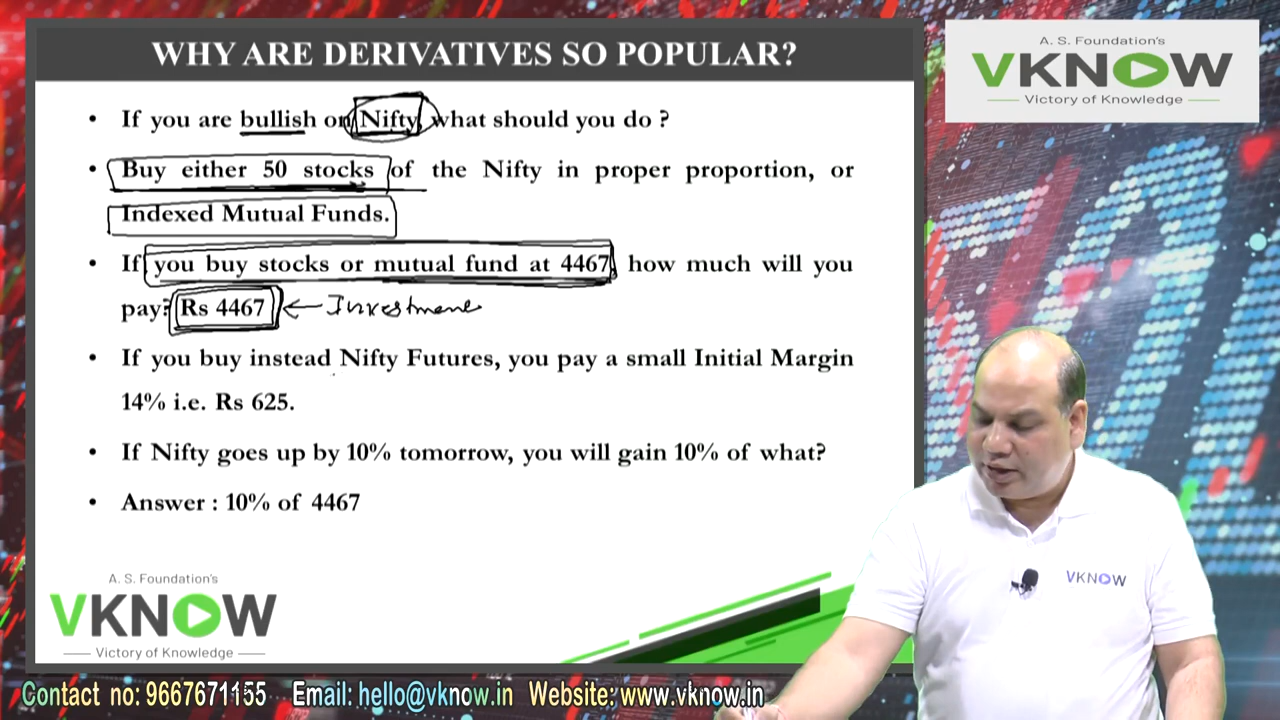 WHY ARE DERIVATIVES SO POPULAR?
A. S. Foundation's
VKNOW
Victory of Knowledge
• If you are bullish on Nifty what should you do ?
• Buy either 50 stocks of the Nifty in proper proportion, or
Indexed Mutual Funds.
• If you buy stocks or mutual fund at 4467, how much will you
pay? Rs 4467 ← Investment
• If you buy instead Nifty Futures, you pay a small Initial Margin
14% i.e. Rs 625.
• If Nifty goes up by 10% tomorrow, you will gain 10% of what?
• Answer : 10% of 4467
VKNOW
A. S. Foundation's
VKNOW
Victory of Knowledge
Contact no: 9667671155 Email: hello@vknow.in Website: www.vknow.in